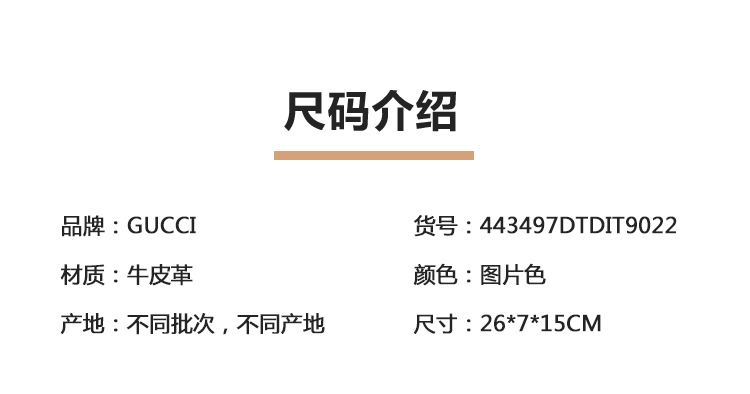 尺码介绍
品牌：GUCCI
货号：443497DTDIT9022
材质：牛皮革
颜色：图片色
产地：不同批次，不同产地
尺寸：26*7*15CM